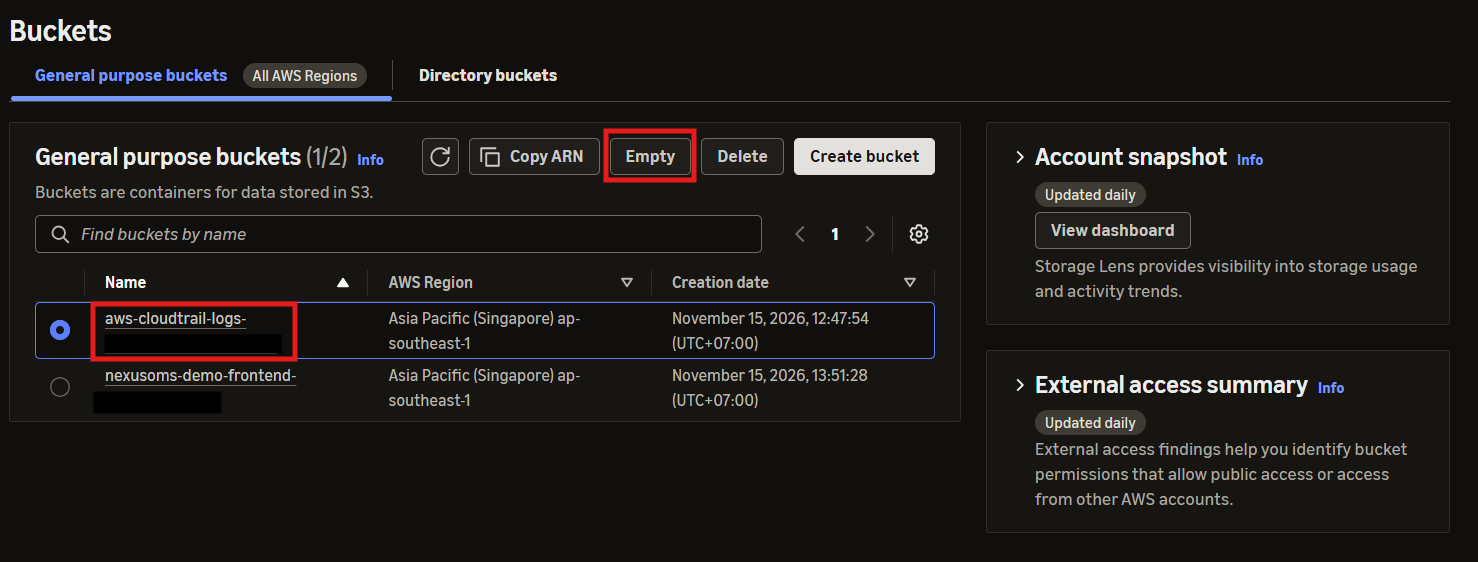 Buckets
General purpose buckets All AWS Regions Directory buckets
General purpose buckets (1/2) Info
Copy ARN Empty Delete Create bucket
Buckets are containers for data stored in S3.
Find buckets by name
1
Name AWS Region Creation date
aws-cloudtrail-logs- Asia Pacific (Singapore) ap- November 15, 2026, 12:47:54
southeast-1 (UTC+07:00)
nexusoms-demo-frontend- Asia Pacific (Singapore) ap- November 15, 2026, 13:51:28
southeast-1 (UTC+07:00)
Account snapshot Info
Updated daily
View dashboard
Storage Lens provides visibility into storage usage
and activity trends.
External access summary Info
Updated daily
External access findings help you identify bucket
permissions that allow public access or access
from other AWS accounts.